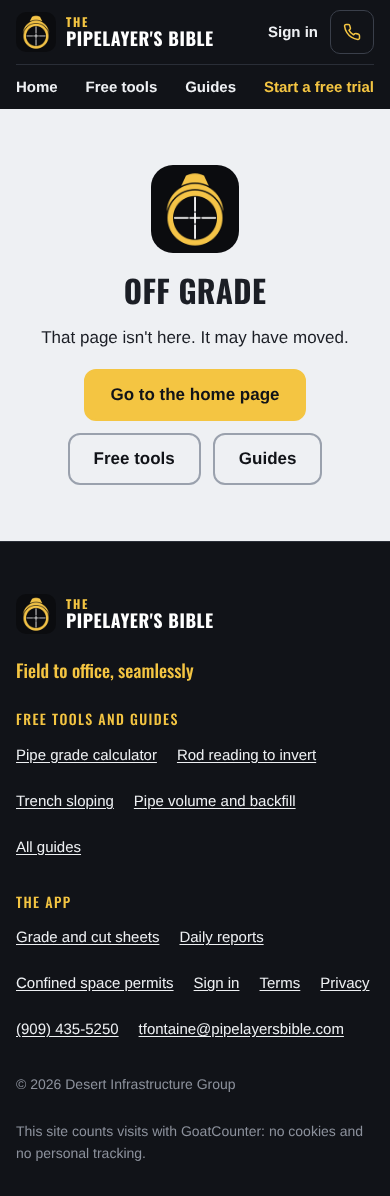 THE
PIPELAYER'S BIBLE
Sign in
Home Free tools Guides Start a free trial
OFF GRADE
That page isn't here. It may have moved.
Go to the home page
Free tools Guides
THE
PIPELAYER'S BIBLE
Field to office, seamlessly
FREE TOOLS AND GUIDES
Pipe grade calculator Rod reading to invert
Trench sloping Pipe volume and backfill
All guides
THE APP
Grade and cut sheets Daily reports
Confined space permits Sign in Terms Privacy
(909) 435-5250 tfontaine@pipelayersbible.com
© 2026 Desert Infrastructure Group
This site counts visits with GoatCounter: no cookies and
no personal tracking.